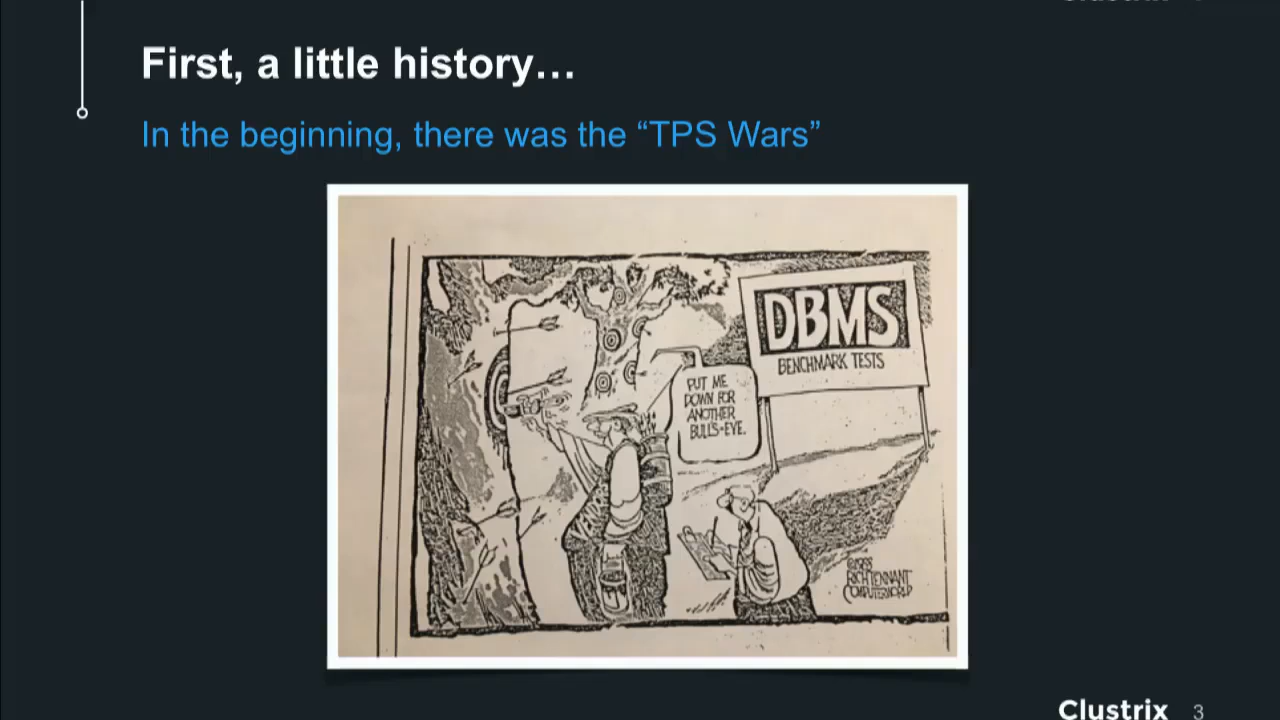 First, a little history…
In the beginning, there was the “TPS Wars”
DBMS
BENCHMARK TESTS
PUT ME
DOWN FOR
ANOTHER
BULL'S-EYE.
RICH TENNANT
COMPUTERWORLD
Clustrix 3